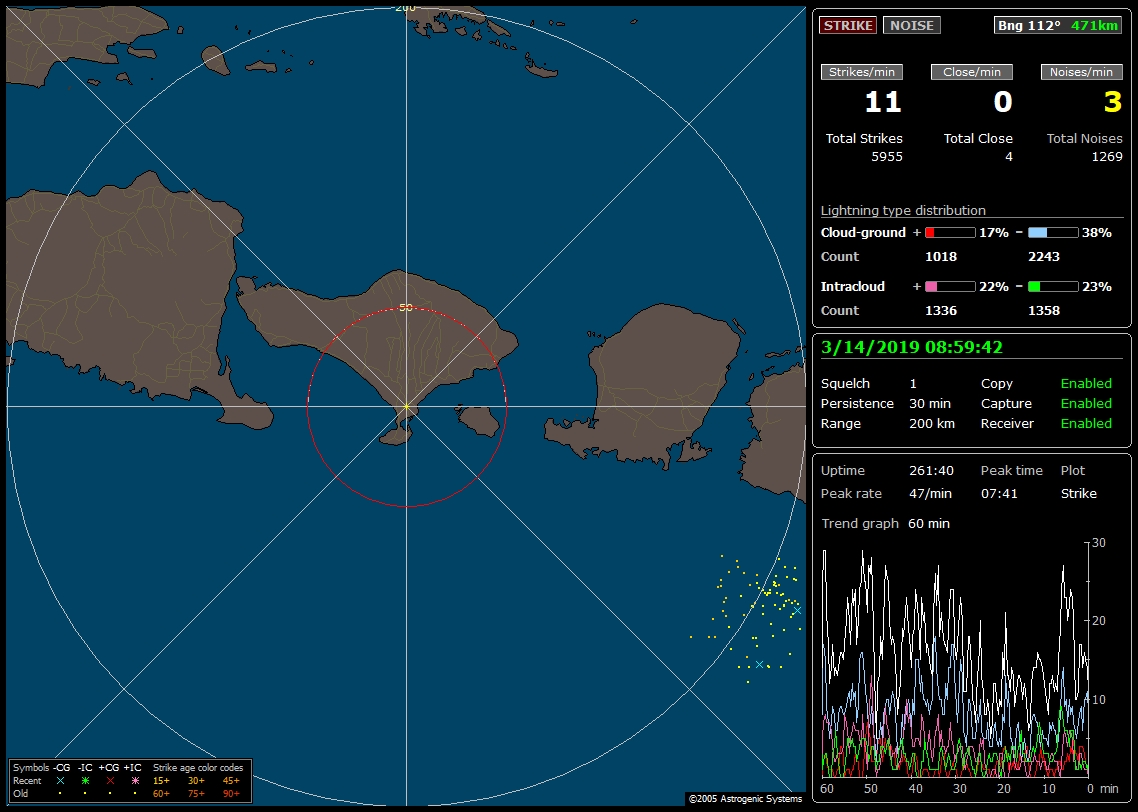 -200
50
STRIKE NOISE Bng 112° 471km
Strikes/min Close/min Noises/min
11 0 3
Total Strikes Total Close Total Noises
5955 4 1269
Lightning type distribution
Cloud-ground + 17% - 38%
Count 1018 2243
Intracloud + 22% - 23%
Count 1336 1358
3/14/2019 08:59:42
Squelch 1 Copy Enabled
Persistence 30 min Capture Enabled
Range 200 km Receiver Enabled
Uptime 261:40 Peak time Plot
Peak rate 47/min 07:41 Strike
Trend graph 60 min
30
20
10
60 50 40 30 20 10 0 min
Symbols -CG -IC +CG +IC Strike age color codes
Recent 15+ 30+ 45+
Old 60+ 75+ 90+
©2005 Astrogenic Systems